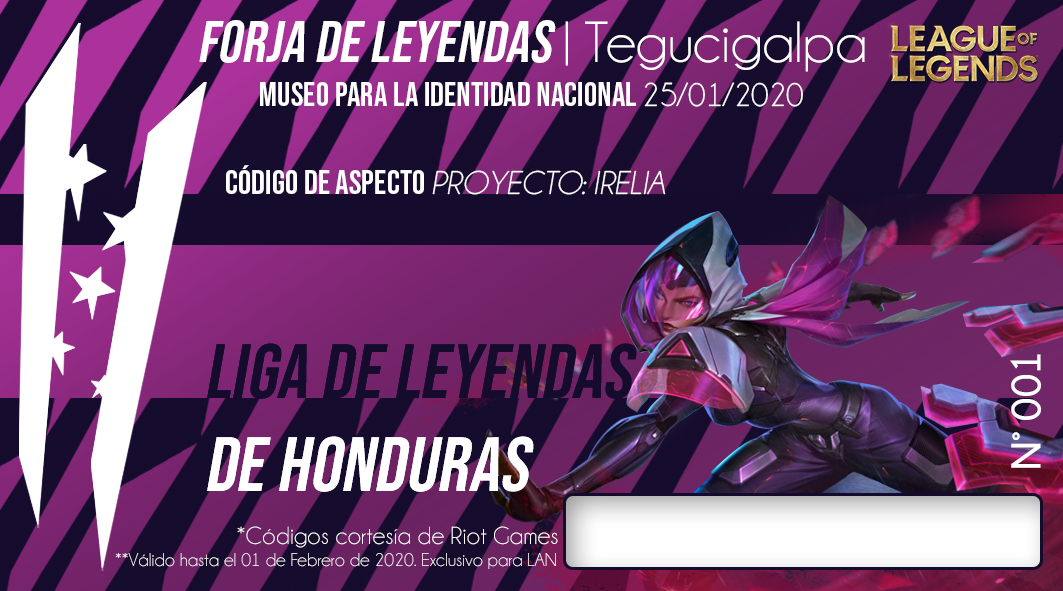 FORJA DE LEYENDAS | Tegucigalpa
LEAGUE OF
LEGENDS
MUSEO PARA LA IDENTIDAD NACIONAL 25/01/2020
CÓDIGO DE ASPECTO PROYECTO: IRELIA
LIGA DE LEYENDAS
DE HONDURAS
N° 001
*Códigos cortesía de Riot Games
**Válido hasta el 01 de Febrero de 2020. Exclusivo para LAN